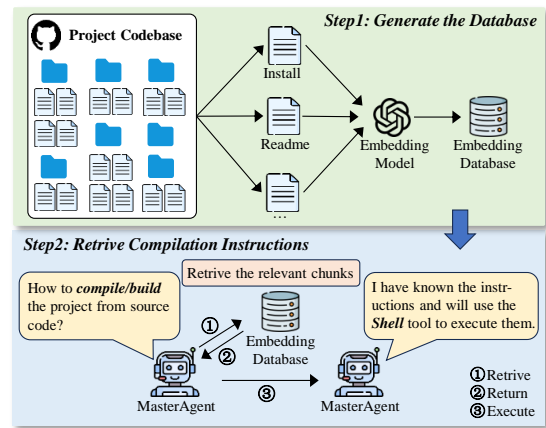 Step1: Generate the Database
Project Codebase
Install
Readme
...
Embedding
Model
Embedding
Database
Step2: Retrive Compilation Instructions
How to compile/build
the project from source
code?
Retrive the relevant chunks
I have known the instr-
uctions and will use the
Shell tool to execute them.
①
②
Embedding
Database
③
MasterAgent
MasterAgent
①Retrive
②Return
③Execute